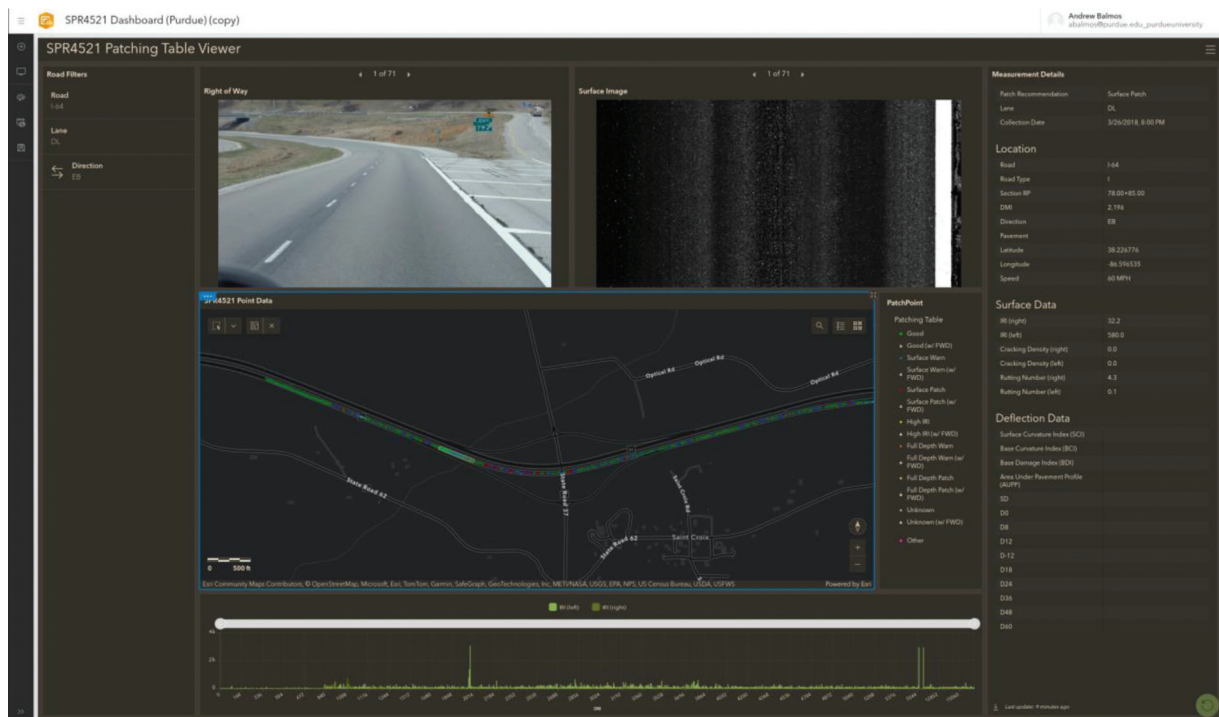 SPR4521 Dashboard (Purdue) (copy)
Andrew Balmos
abalmos@purdue.edu_purdueuniversity
SPR4521 Patching Table Viewer
Road Filters
Road
I-64
Lane
DL
Direction
EB
1 of 71
Right of Way
1 of 71
Surface Image
SPR4521 Point Data
Optical Rd
Optical Rd
Optical Rd
State Road 62
State Road 37
Saint Croix Rd
State Road 62
Saint Croix
0 500 ft
Esri Community Maps Contributors, © OpenStreetMap, Microsoft, Esri, TomTom, Garmin, SafeGraph, GeoTechnologies, Inc, METI/NASA, USGS, EPA, NPS, US Census Bureau, USDA, USFWS
Powered by Esri
PatchPoint
Patching Table
Good
Good (w/ FWD)
Surface Warn
Surface Warn (w/
FWD)
Surface Patch
Surface Patch (w/
FWD)
High IRI
High IRI (w/ FWD)
Full Depth Warn
Full Depth Warn (w/
FWD)
Full Depth Patch
Full Depth Patch (w/
FWD)
Unknown
Unknown (w/ FWD)
Other
IRI (left)
IRI (right)
4k
2k
0
Measurement Details
Patch Recommendation Surface Patch
Lane DL
Collection Date 3/26/2018, 8:00 PM
Location
Road I-64
Road Type I
Section RP 78.00+85.00
DMI 2.196
Direction EB
Pavement
Latitude 38.226776
Longitude -86.596535
Speed 60 MPH
Surface Data
IRI (right) 32.2
IRI (left) 580.0
Cracking Density (right) 0.0
Cracking Density (left) 0.0
Rutting Number (right) 4.3
Rutting Number (left) 0.1
Deflection Data
Surface Curvature Index (SCI)
Base Curvature Index (BCI)
Base Damage Index (BDI)
Area Under Pavement Profile
(AUPP)
SD
D0
D8
D12
D-12
D18
D24
D36
D48
D60
Last update: 9 minutes ago